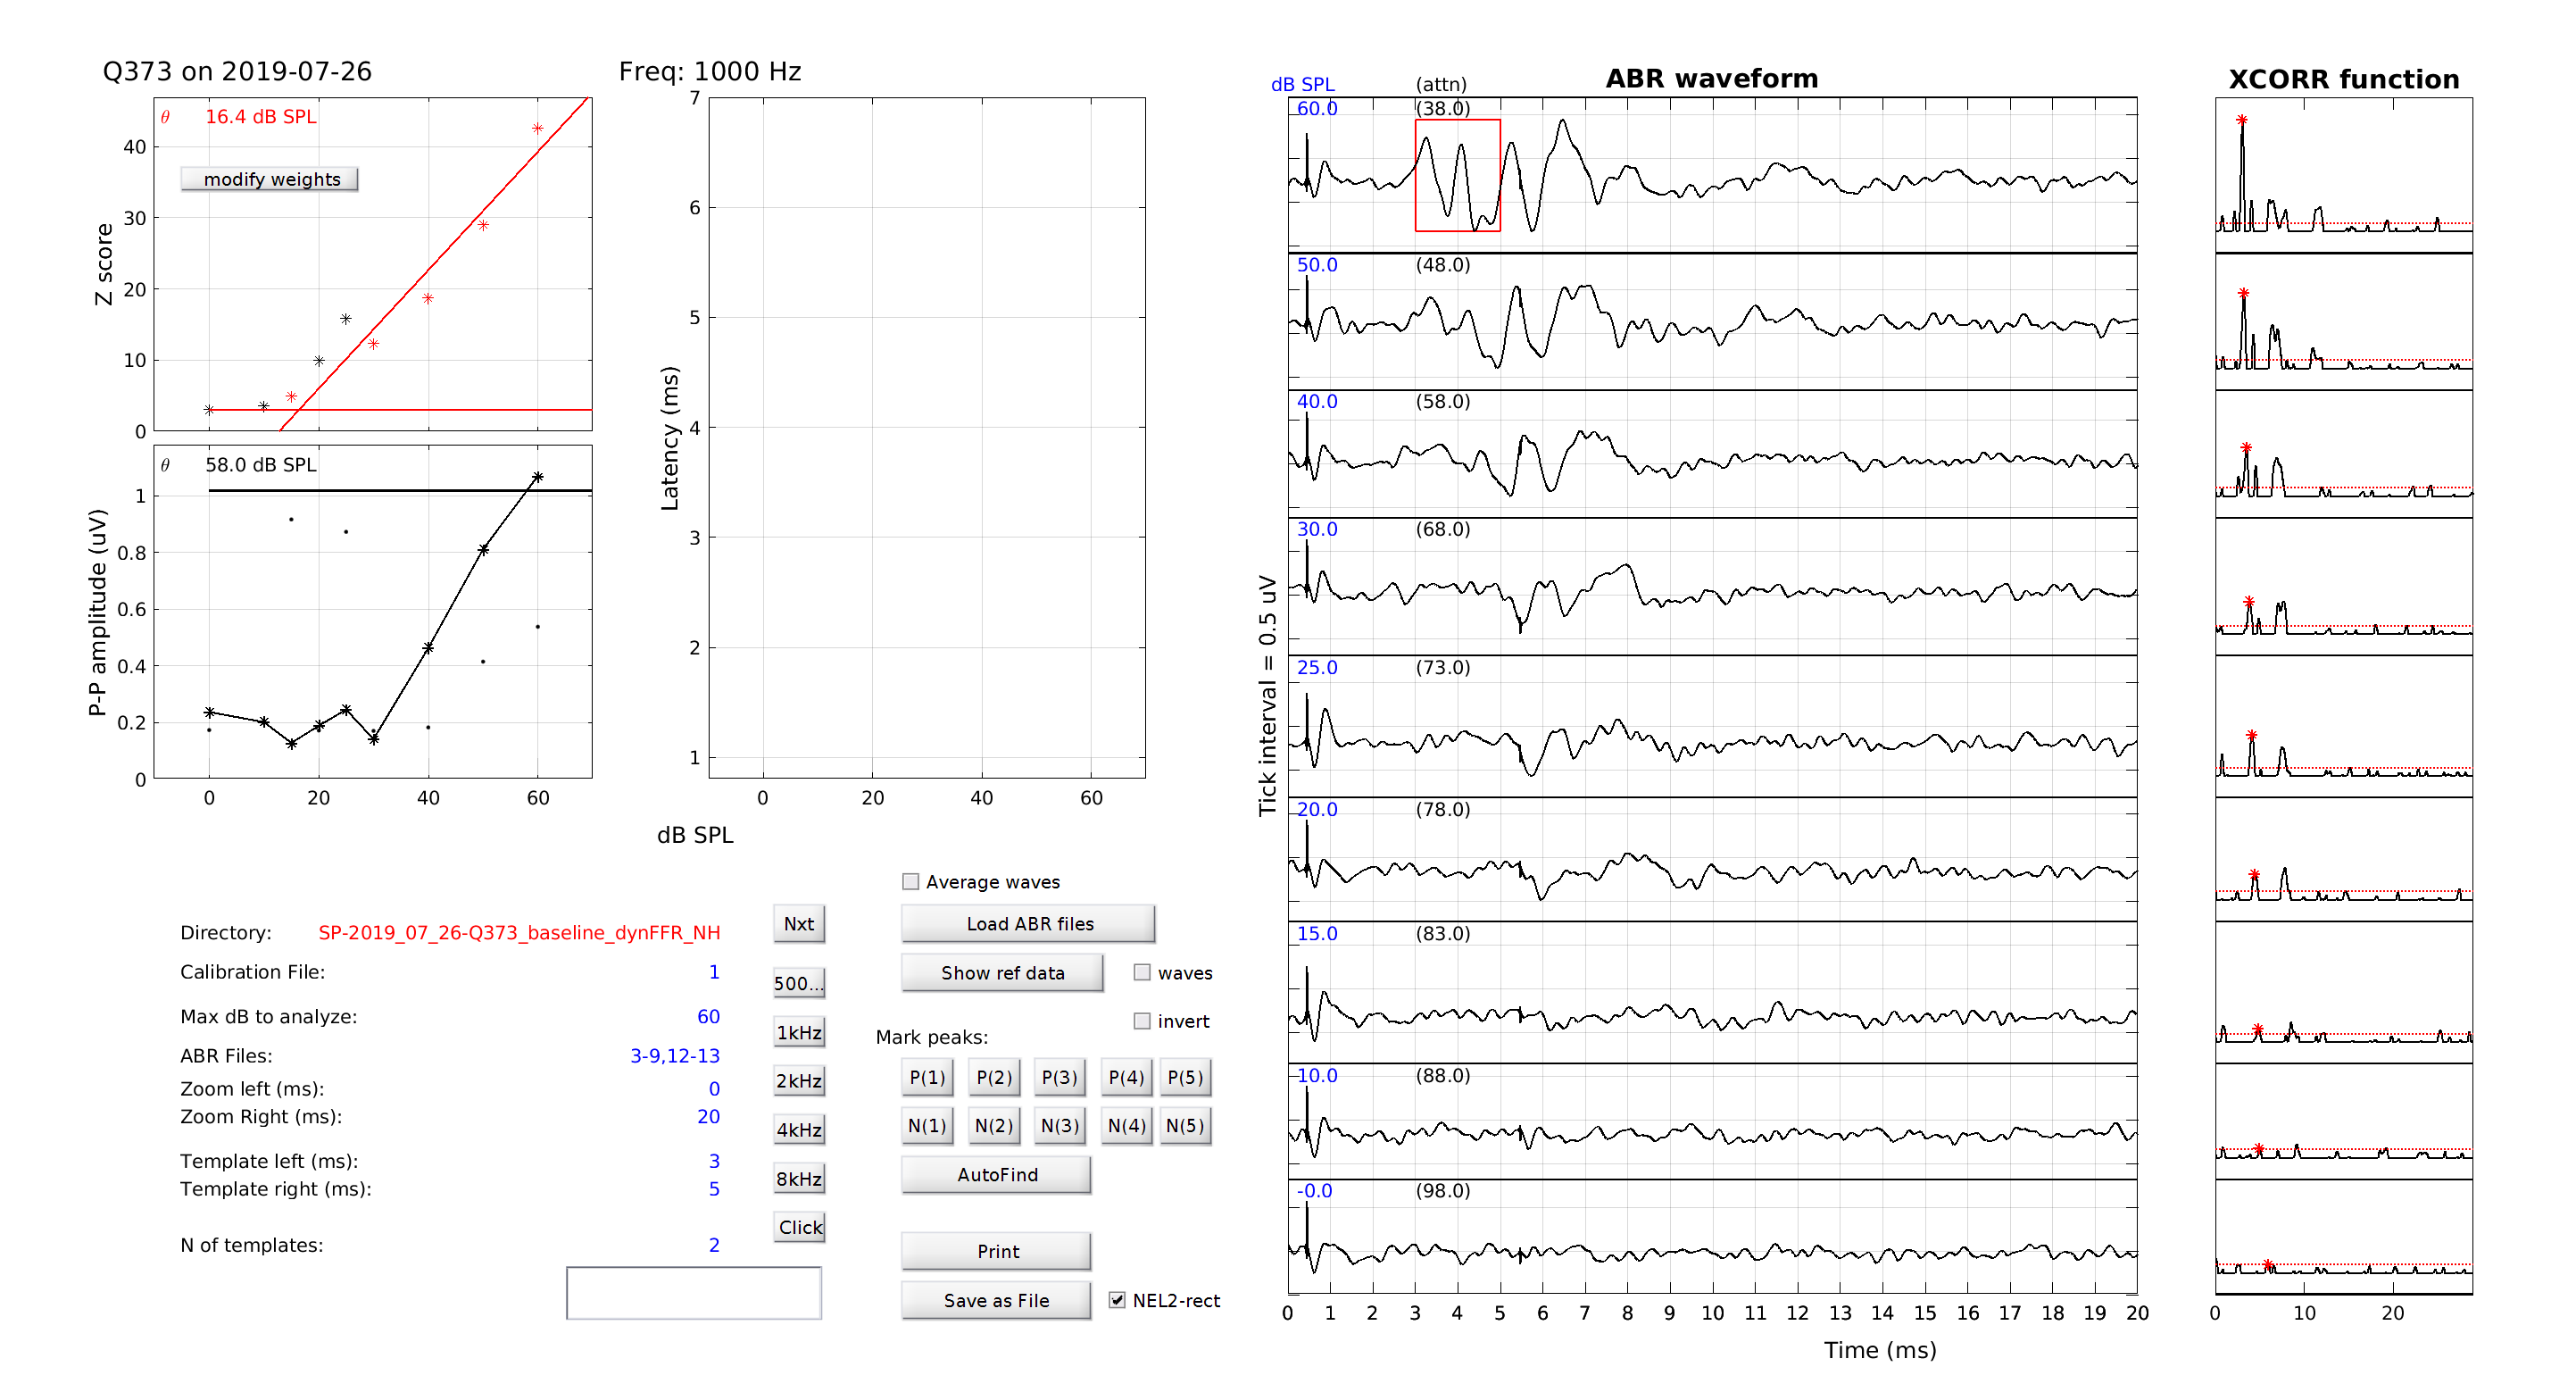 Q373 on 2019-07-26
Freq: 1000 Hz
θ 16.4 dB SPL
modify weights
Z score
40
30
20
10
0
θ 58.0 dB SPL
P-P amplitude (uV)
1
0.8
0.6
0.4
0.2
0
0 20 40 60
Latency (ms)
7
6
5
4
3
2
1
0 20 40 60
dB SPL
Directory: SP-2019_07_26-Q373_baseline_dynFFR_NH
Calibration File: 1
Max dB to analyze: 60
ABR Files: 3-9,12-13
Zoom left (ms): 0
Zoom Right (ms): 20
Template left (ms): 3
Template right (ms): 5
N of templates: 2
Nxt
500...
1kHz
2kHz
4kHz
8kHz
Click
Average waves
Load ABR files
Show ref data
waves
invert
Mark peaks:
P(1) P(2) P(3) P(4) P(5)
N(1) N(2) N(3) N(4) N(5)
AutoFind
Print
Save as File
NEL2-rect
dB SPL (attn) ABR waveform
60.0 (38.0)
50.0 (48.0)
40.0 (58.0)
30.0 (68.0)
25.0 (73.0)
20.0 (78.0)
15.0 (83.0)
10.0 (88.0)
-0.0 (98.0)
Tick interval = 0.5 uV
0 1 2 3 4 5 6 7 8 9 10 11 12 13 14 15 16 17 18 19 20
Time (ms)
XCORR function
0 10 20